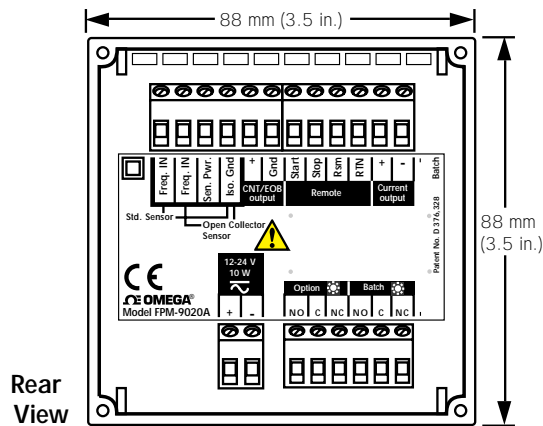 88 mm (3.5 in.)
Freq. IN
Freq. IN
Sen. Pwr.
Iso. Gnd
+
Gnd
Start
Stop
Rsm
RTN
+
-
CNT/EOB
output
Remote
Current
output
Batch
Patent No. D 376,328
Std. Sensor
Open Collector
Sensor
12-24 V
10 W
+ -
CE
OMEGA®
Model FPM-9020A
Option Batch
NO C NC NO C NC
88 mm
(3.5 in.)
Rear
View